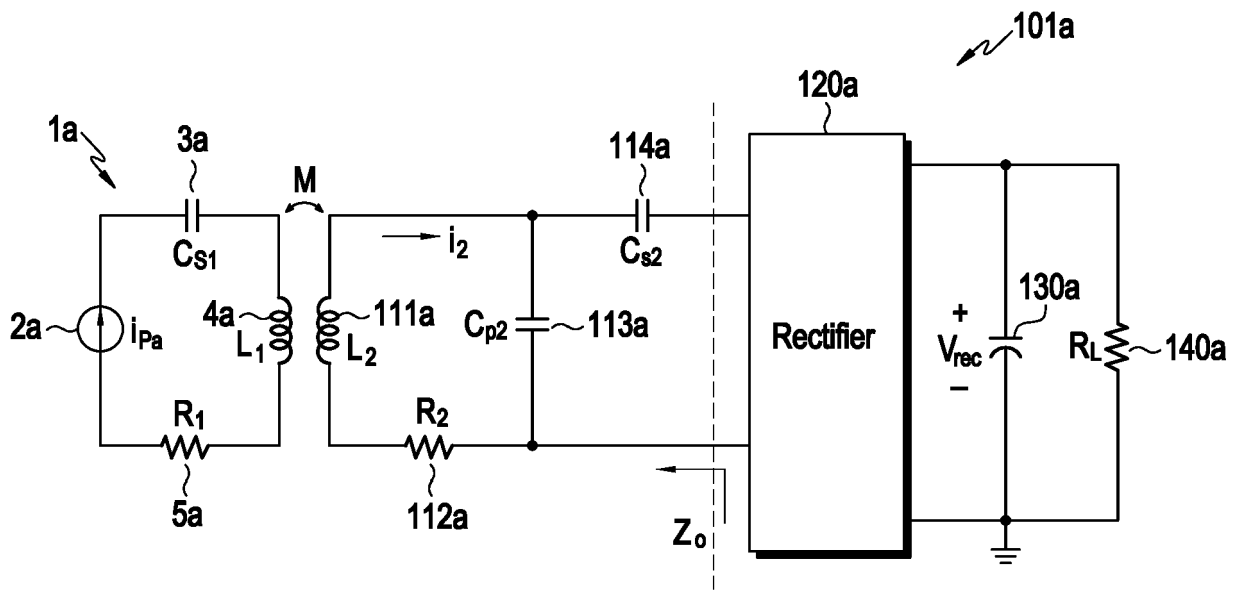 101a
120a
1a
3a
114a
M
CS1
i2
Cs2
4a
111a
2a
iPa
L1
L2
Cp2
113a
Rectifier
+
Vrec
−
130a
RL
140a
R1
R2
5a
112a
Zo